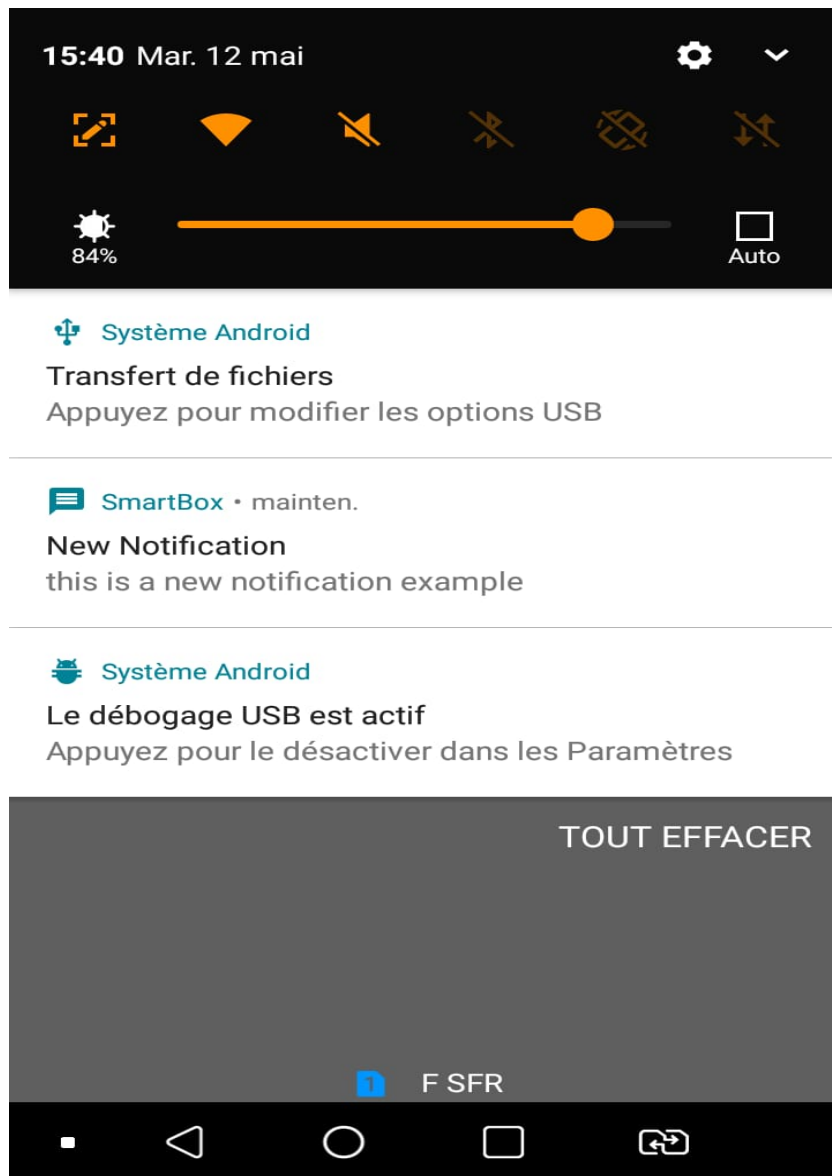 15:40 Mar. 12 mai
84%
Auto
Système Android
Transfert de fichiers
Appuyez pour modifier les options USB
SmartBox • mainten.
New Notification
this is a new notification example
Système Android
Le débogage USB est actif
Appuyez pour le désactiver dans les Paramètres
TOUT EFFACER
1 F SFR